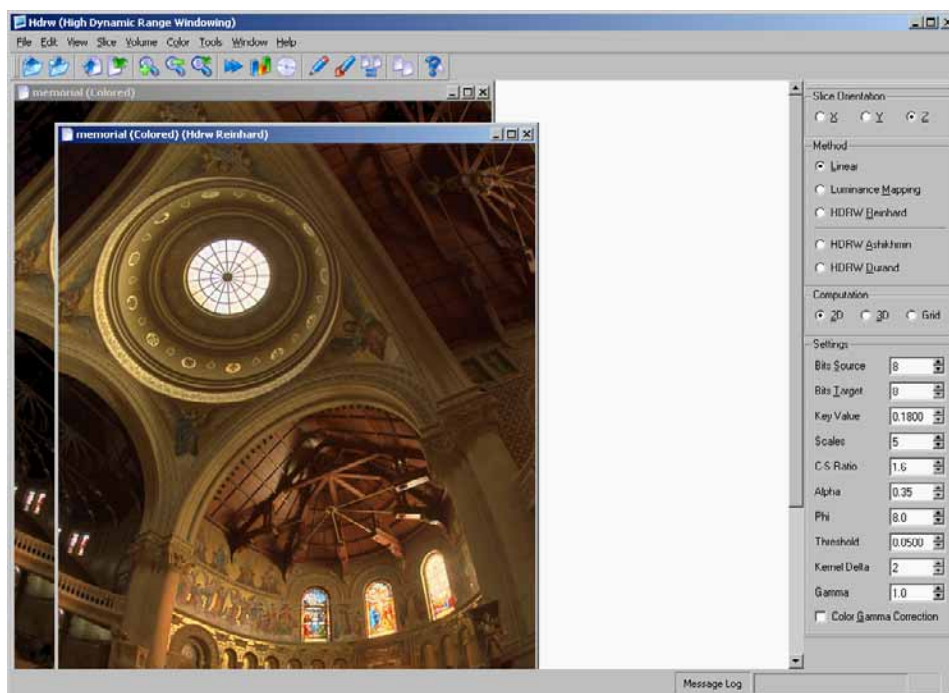 Hdrw (High Dynamic Range Windowing)
File Edit View Slice Volume Color Tools Window Help
memorial (Colored)
memorial (Colored) (Hdrw Reinhard)
Slice Orientation
X Y Z
Method
Linear
Luminance Mapping
HDRW Reinhard
HDRW Ashikhmin
HDRW Durand
Computation
2D 3D Grid
Settings
Bits Source 8
Bits Target 8
Key Value 0.1800
Scales 5
C-S Ratio 1.6
Alpha 0.35
Phi 8.0
Threshold 0.0500
Kernel Delta 2
Gamma 1.0
Color Gamma Correction
Message Log